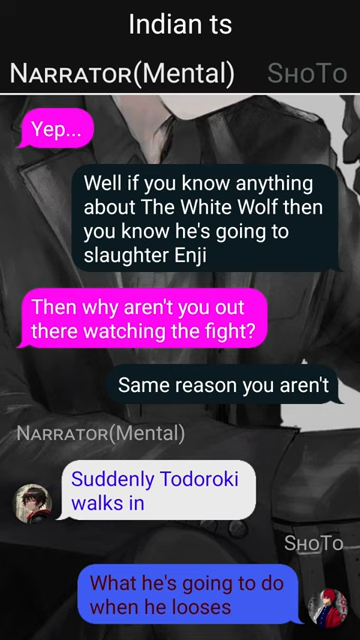 Indian ts
Narrator(Mental)
ShoTo
Yep...
Well if you know anything
about The White Wolf then
you know he's going to
slaughter Enji
Then why aren't you out
there watching the fight?
Same reason you aren't
Narrator(Mental)
Suddenly Todoroki
walks in
ShoTo
What he's going to do
when he looses